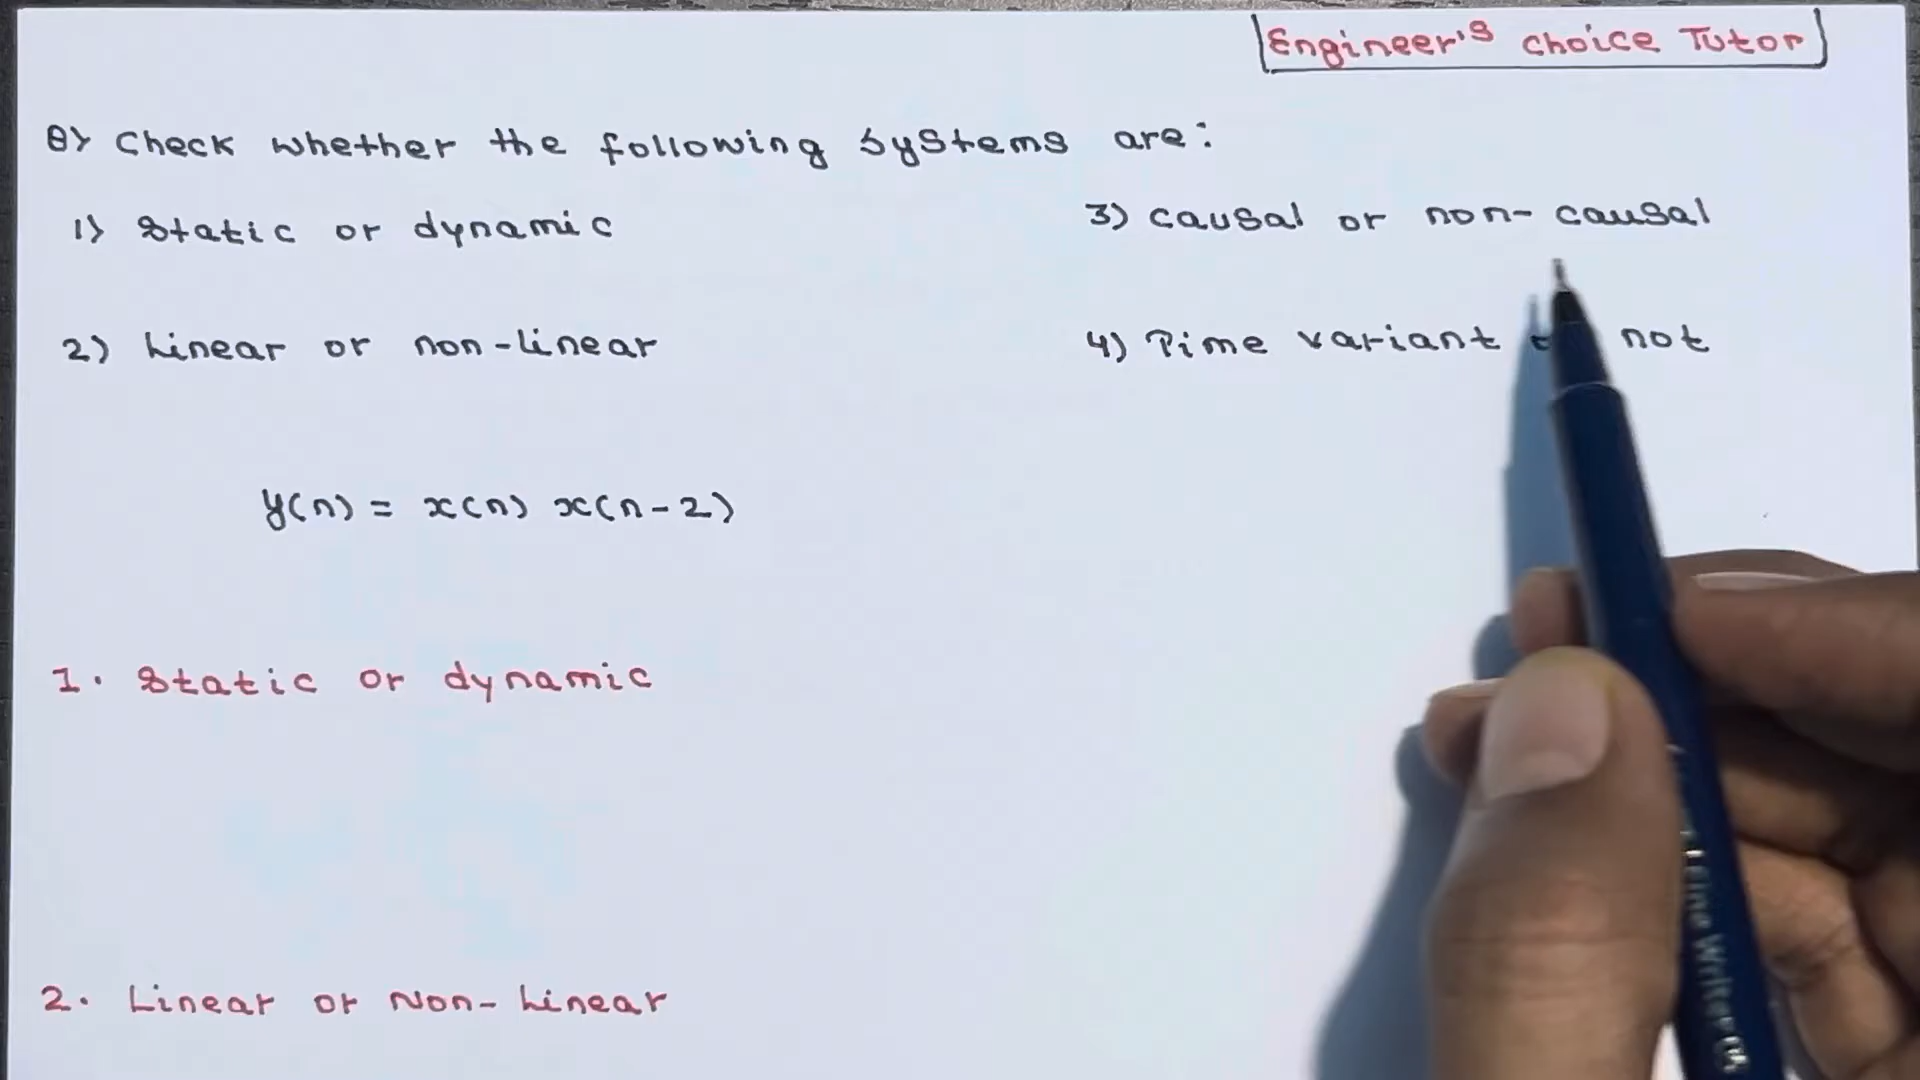 Engineer's choice Tutor
Q) Check whether the following systems are:
1) Static or dynamic
2) Linear or non-linear
3) causal or non-causal
4) Time variant not
y(n) = x(n) x(n-2)
1. Static or dynamic
2. Linear or Non-Linear